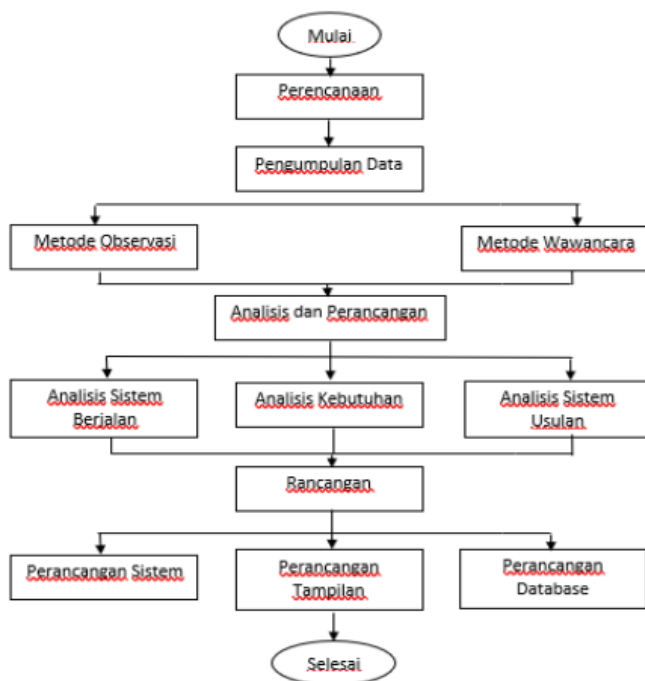 Mulai
Perencanaan
Pengumpulan Data
Metode Observasi
Metode Wawancara
Analisis dan Perancangan
Analisis Sistem
Berjalan
Analisis Kebutuhan
Analisis Sistem
Usulan
Rancangan
Perancangan Sistem
Perancangan
Tampilan
Perancangan
Database
Selesai